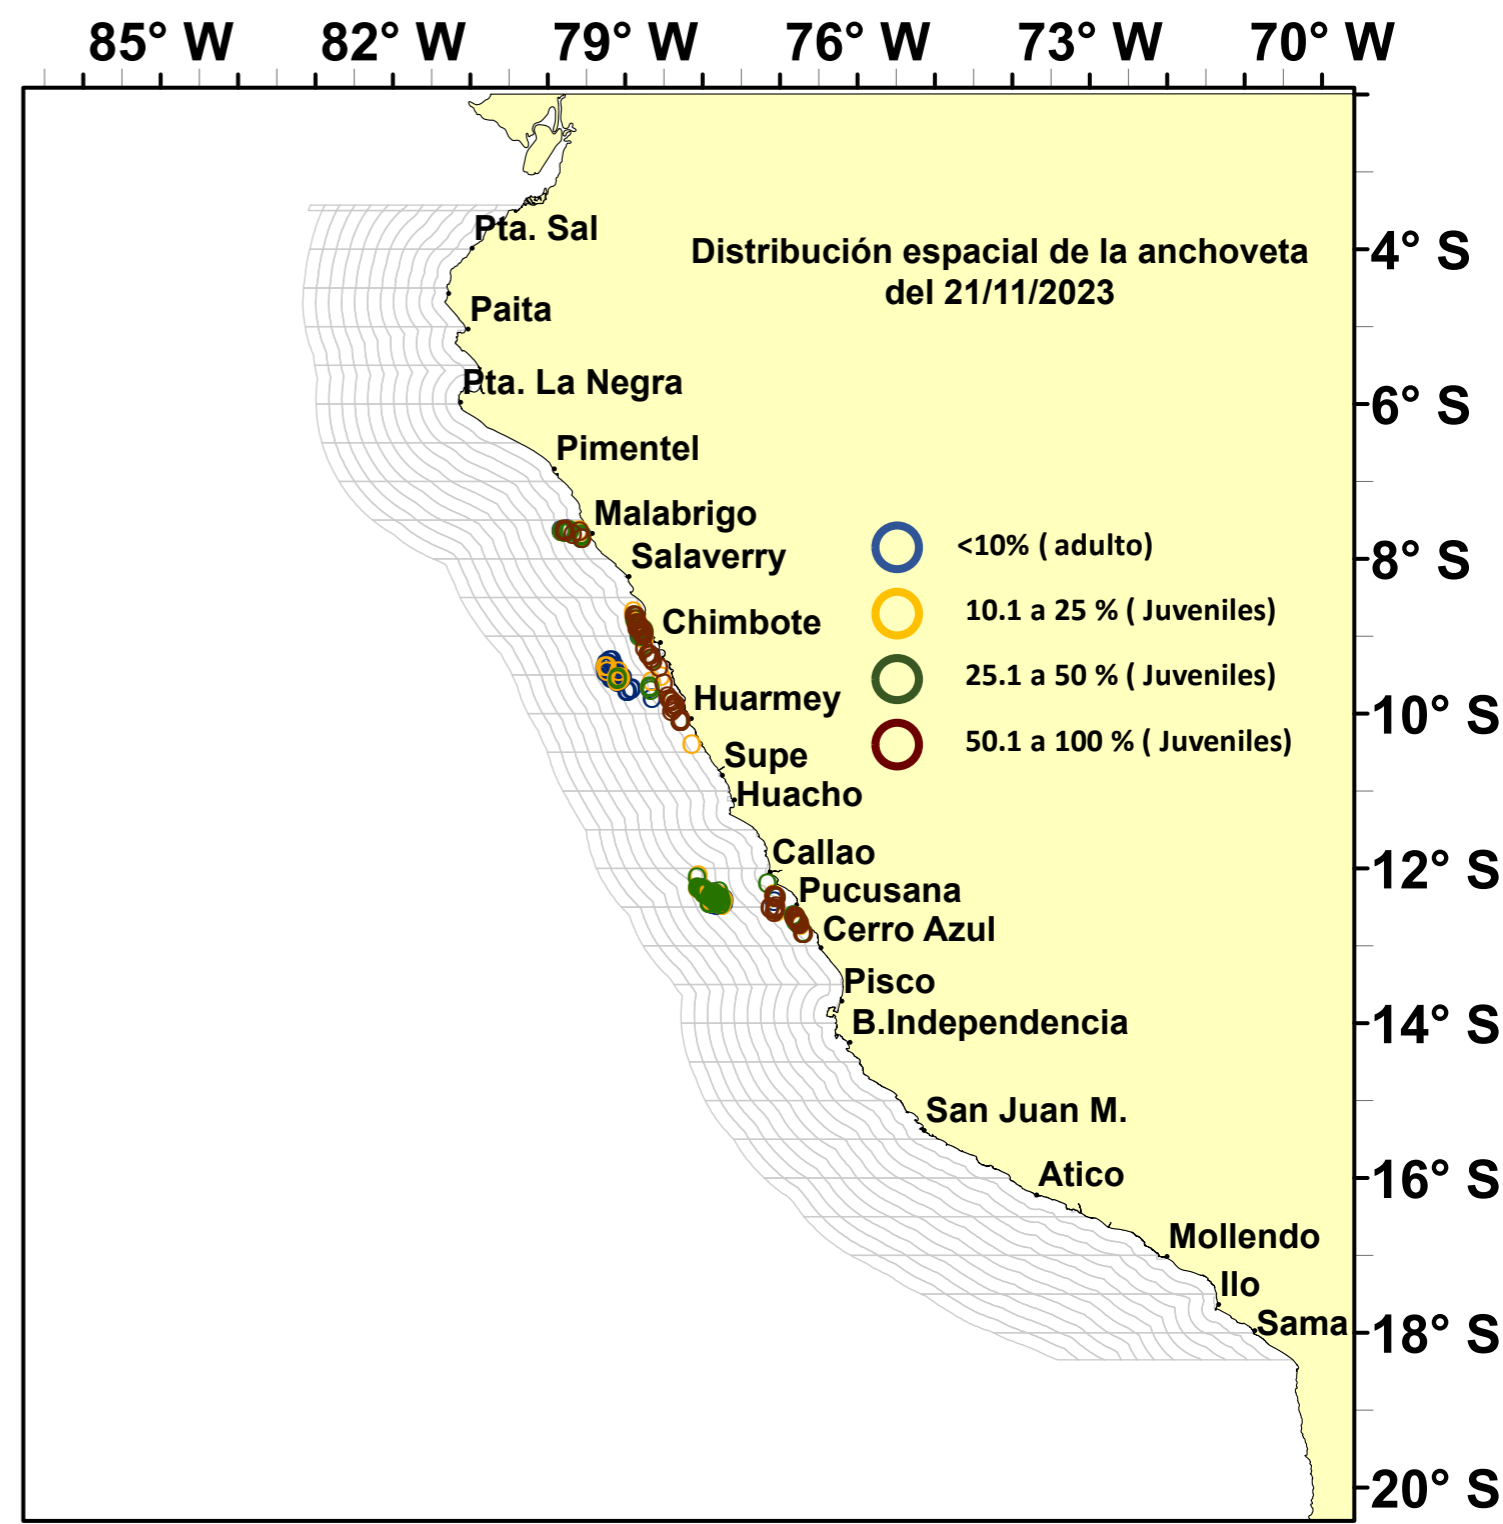 85° W 82° W 79° W 76° W 73° W 70° W
Pta. Sal
Distribución espacial de la anchoveta
del 21/11/2023
4° S
Paita
Pta. La Negra
6° S
Pimentel
Malabrigo
<10% ( adulto)
8° S
Salaverry
10.1 a 25 % ( Juveniles)
Chimbote
25.1 a 50 % ( Juveniles)
Huarmey
10° S
50.1 a 100 % ( Juveniles)
Supe
Huacho
Callao
12° S
Pucusana
Cerro Azul
Pisco
B.Independencia
14° S
San Juan M.
Atico
16° S
Mollendo
Ilo
Sama
18° S
20° S